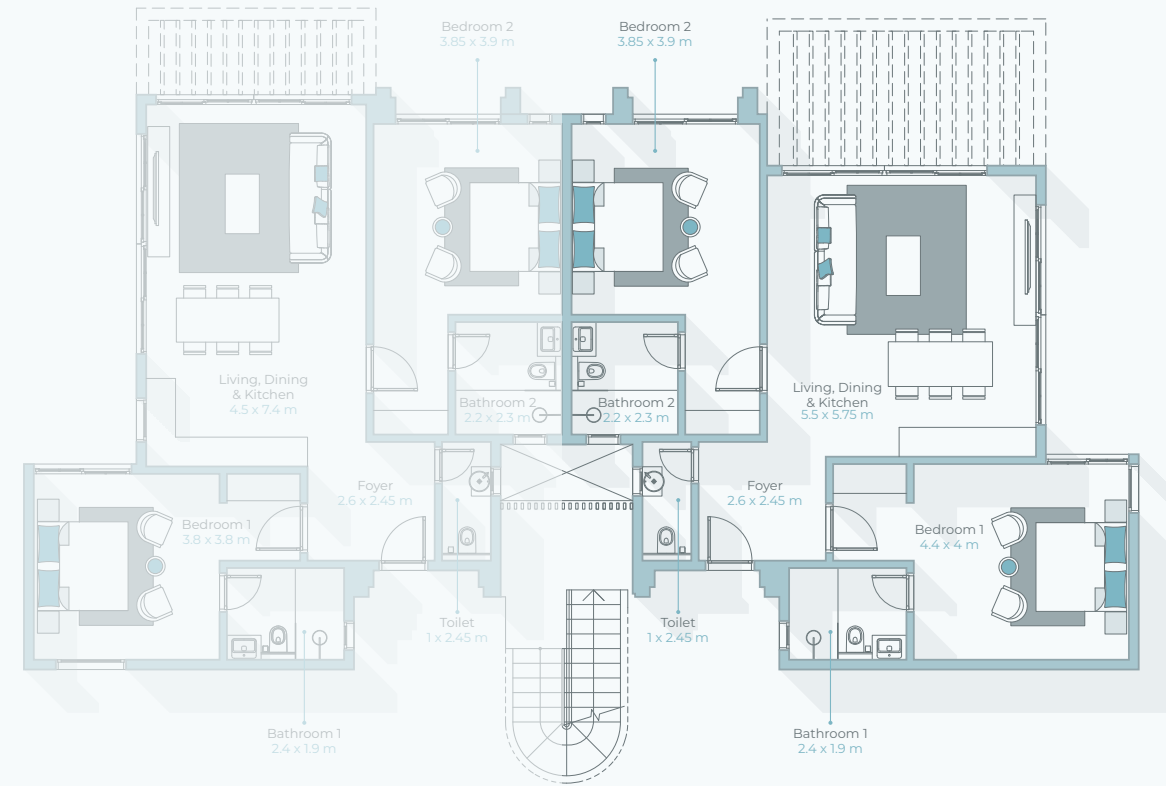 Bedroom 2
3.85 x 3.9 m
Bedroom 2
3.85 x 3.9 m
Living, Dining
& Kitchen
4.5 x 7.4 m
Living, Dining
& Kitchen
5.5 x 5.75 m
Bathroom 2
2.2 x 2.3 m
Bathroom 2
2.2 x 2.3 m
Foyer
2.6 x 2.45 m
Foyer
2.6 x 2.45 m
Bedroom 1
3.8 x 3.8 m
Bedroom 1
4.4 x 4 m
Toilet
1 x 2.45 m
Toilet
1 x 2.45 m
Bathroom 1
2.4 x 1.9 m
Bathroom 1
2.4 x 1.9 m